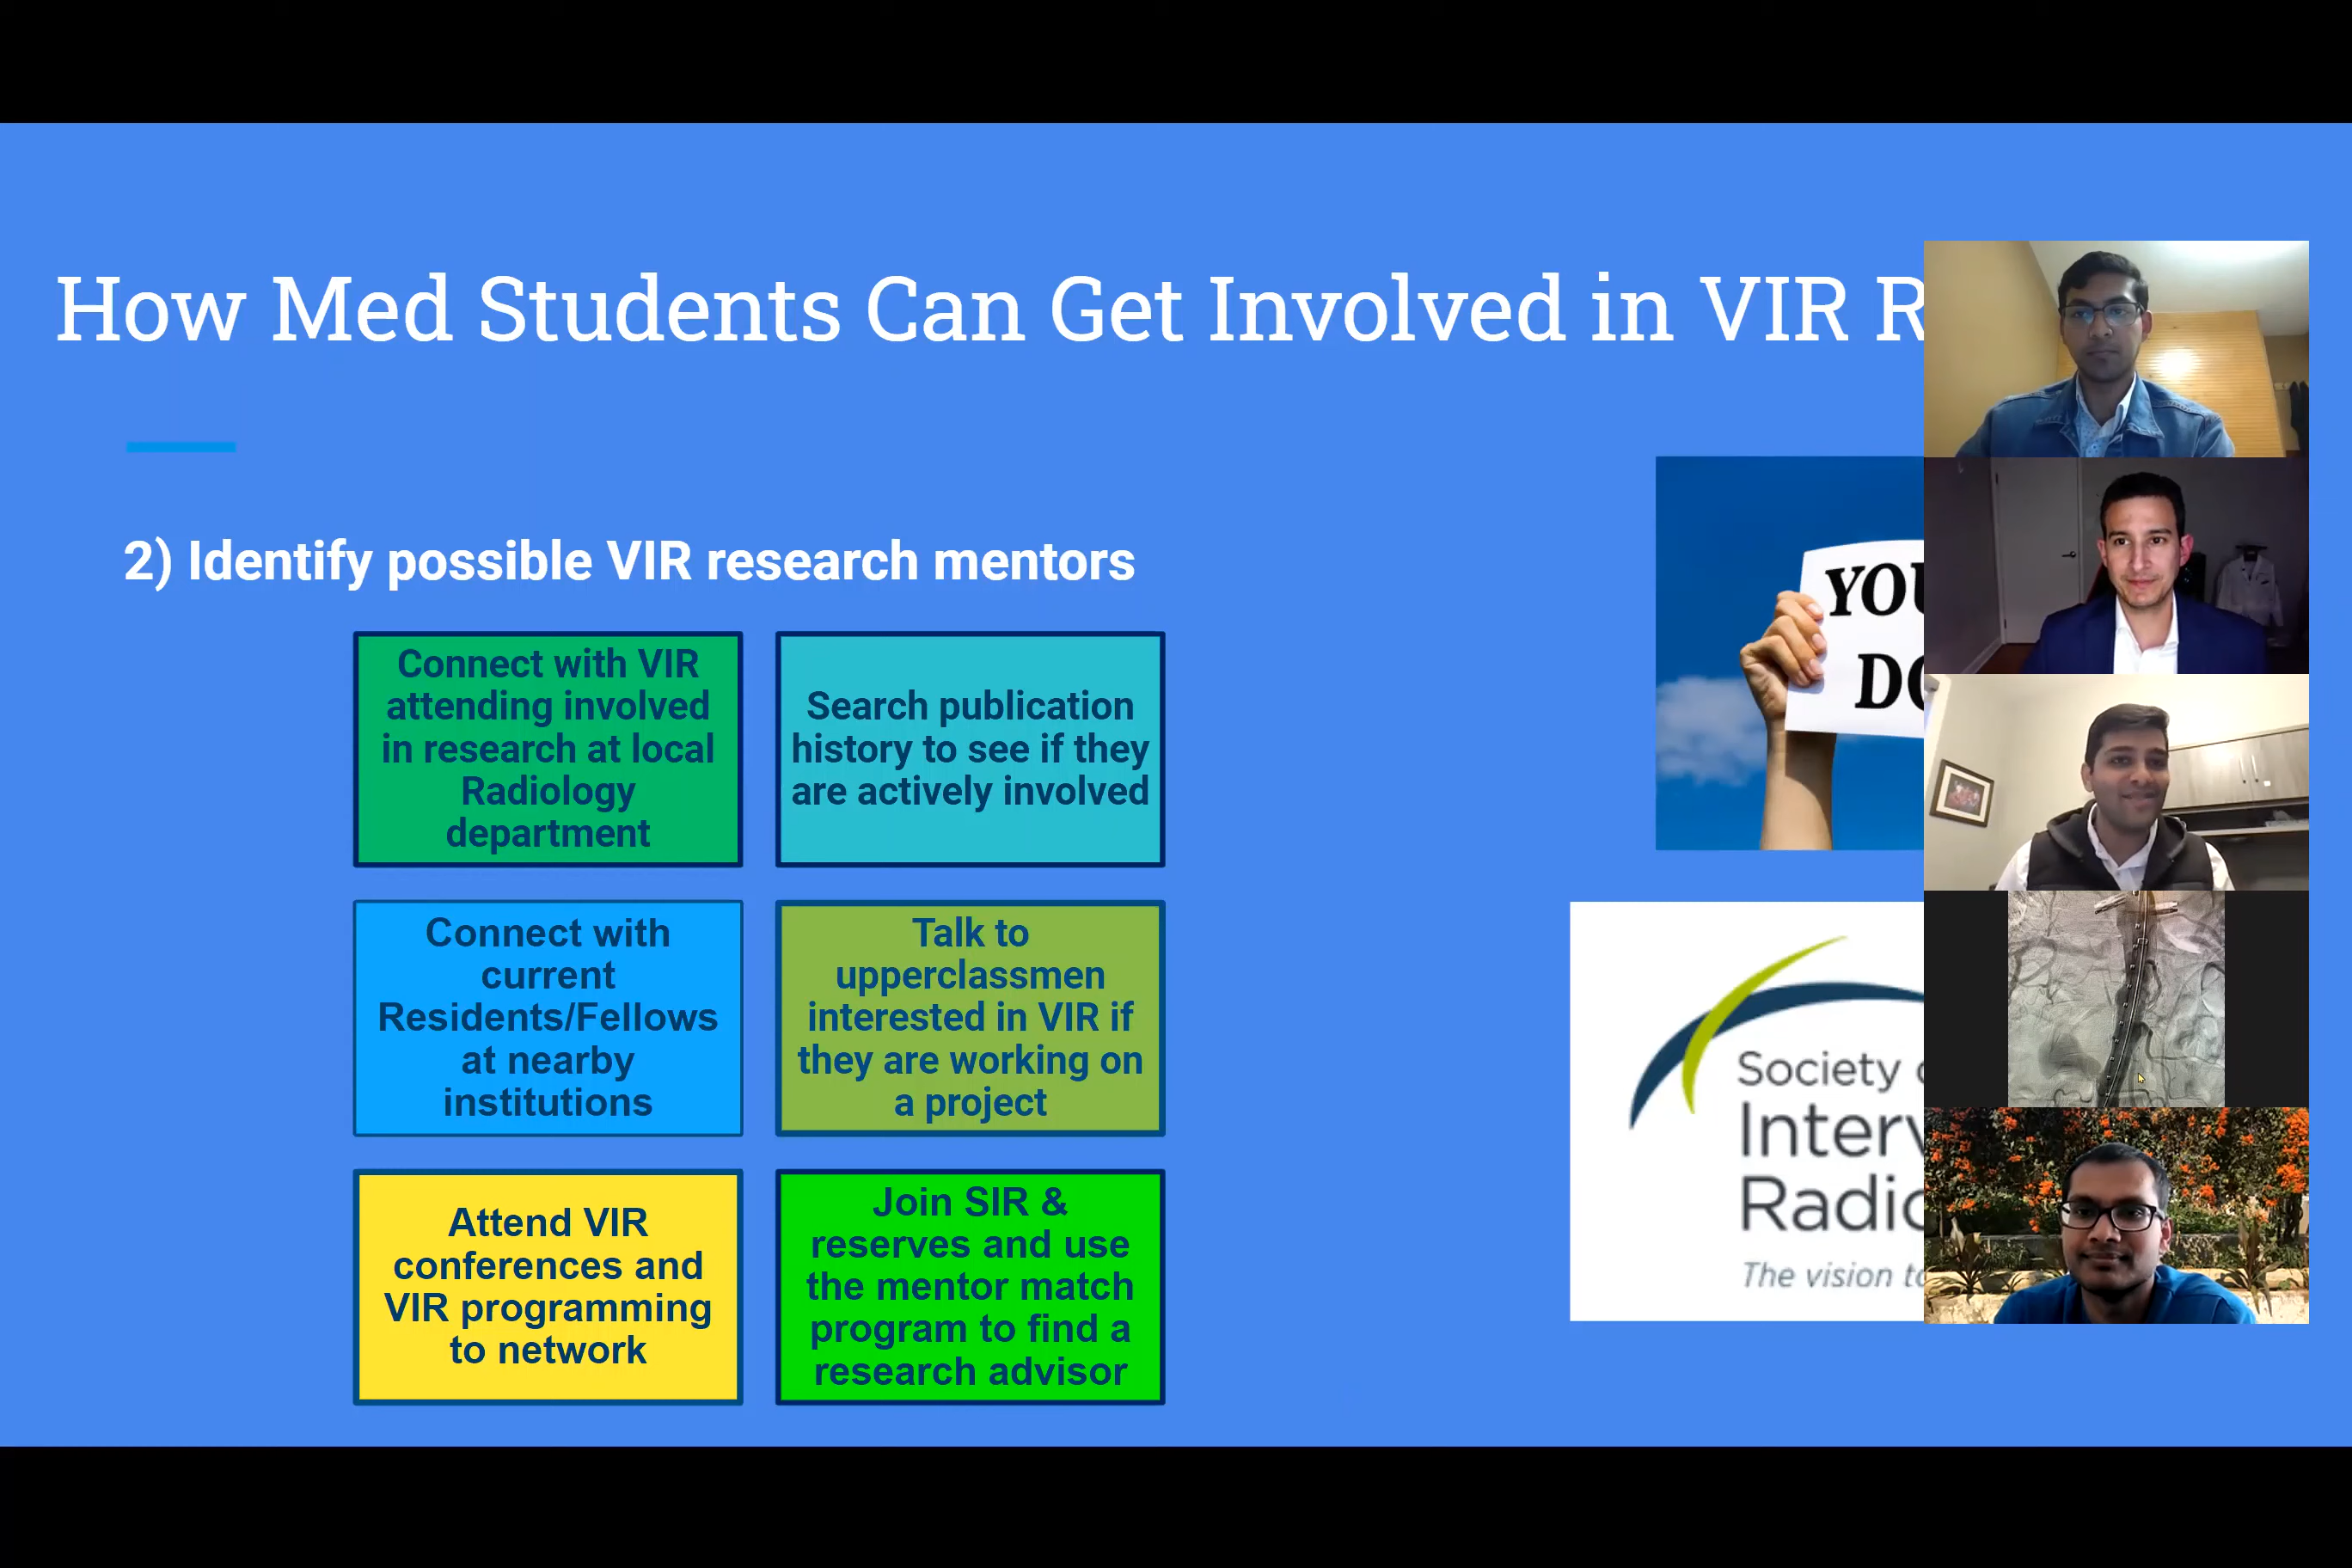 How Med Students Can Get Involved in VIR R
2) Identify possible VIR research mentors
Connect with VIR
attending involved
in research at local
Radiology
department
Search publication
history to see if they
are actively involved
Connect with
current
Residents/Fellows
at nearby
institutions
Talk to
upperclassmen
interested in VIR if
they are working on
a project
Attend VIR
conferences and
VIR programming
to network
Join SIR &
reserves and use
the mentor match
program to find a
research advisor
YOU
DO
Society
Interv
Radio
The vision to